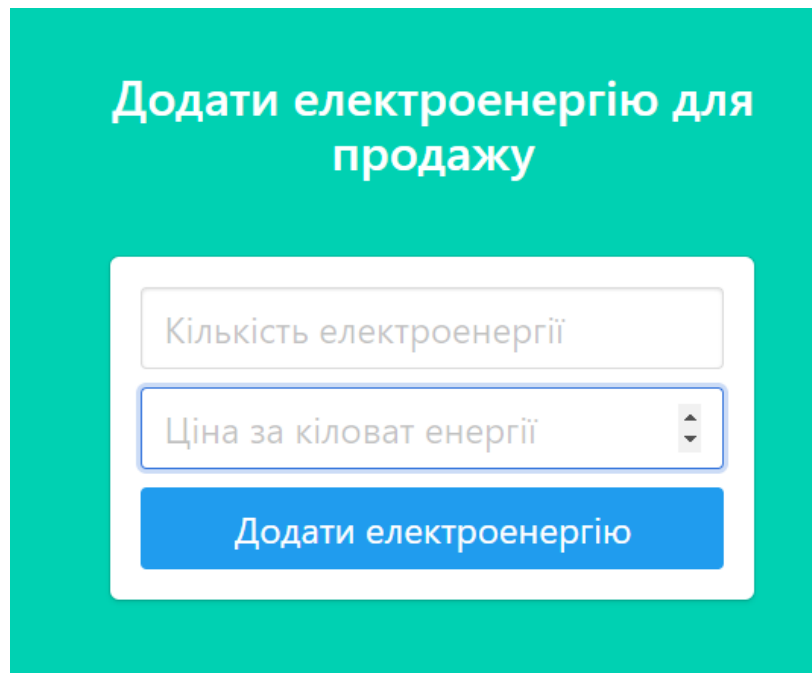 Додати електроенергію для
продажу
Кількість електроенергії
Ціна за кіловат енергії
Додати електроенергію